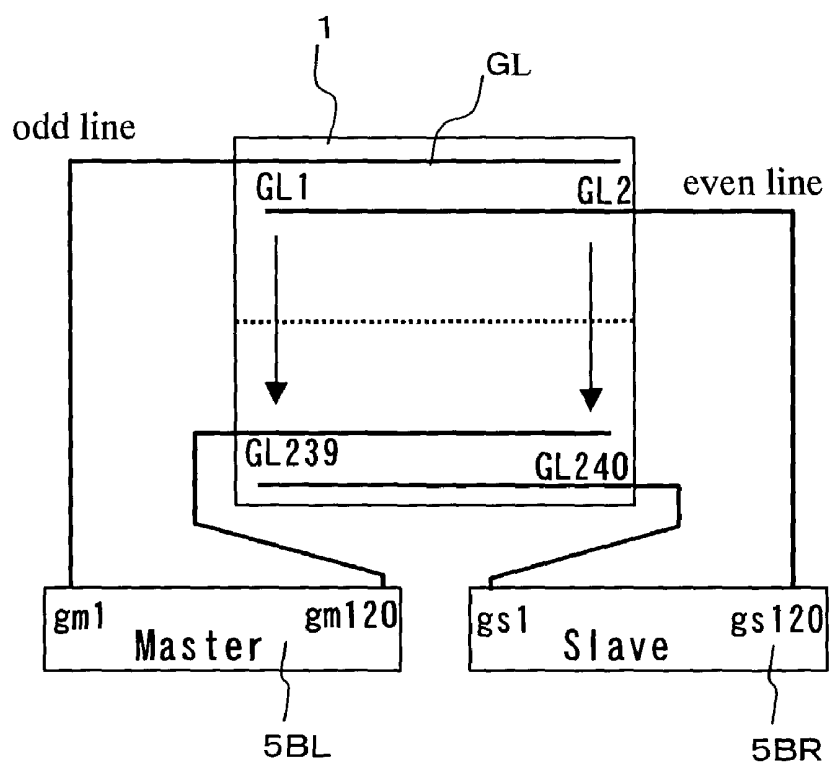 1
GL
odd line
GL1
GL2
even line
GL239
GL240
gm1
gm120
Master
gs1
gs120
Slave
5BL
5BR